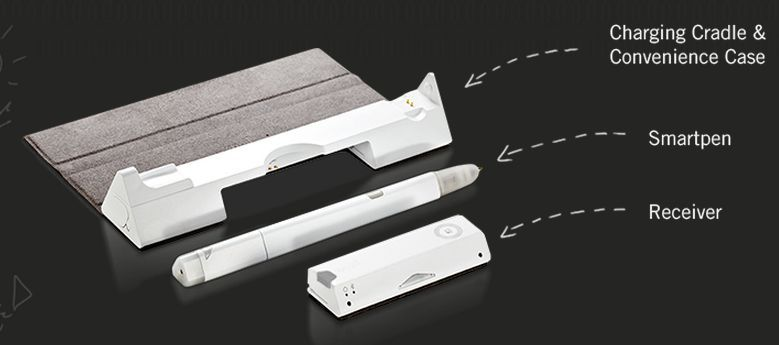 Charging Cradle &
Convenience Case
Smartpen
Receiver